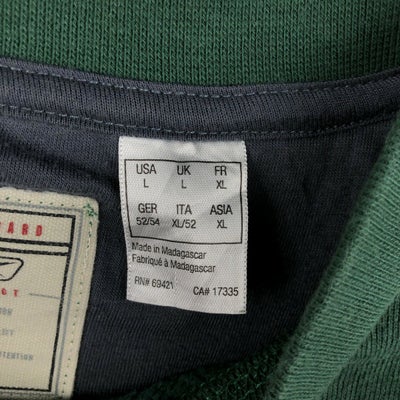 USA UK FR
L L XL
GER ITA ASIA
52/54 XL/52 XL
Made in Madagascar
Fabriqué à Madagascar
RN# 69421 CA# 17335
ARD